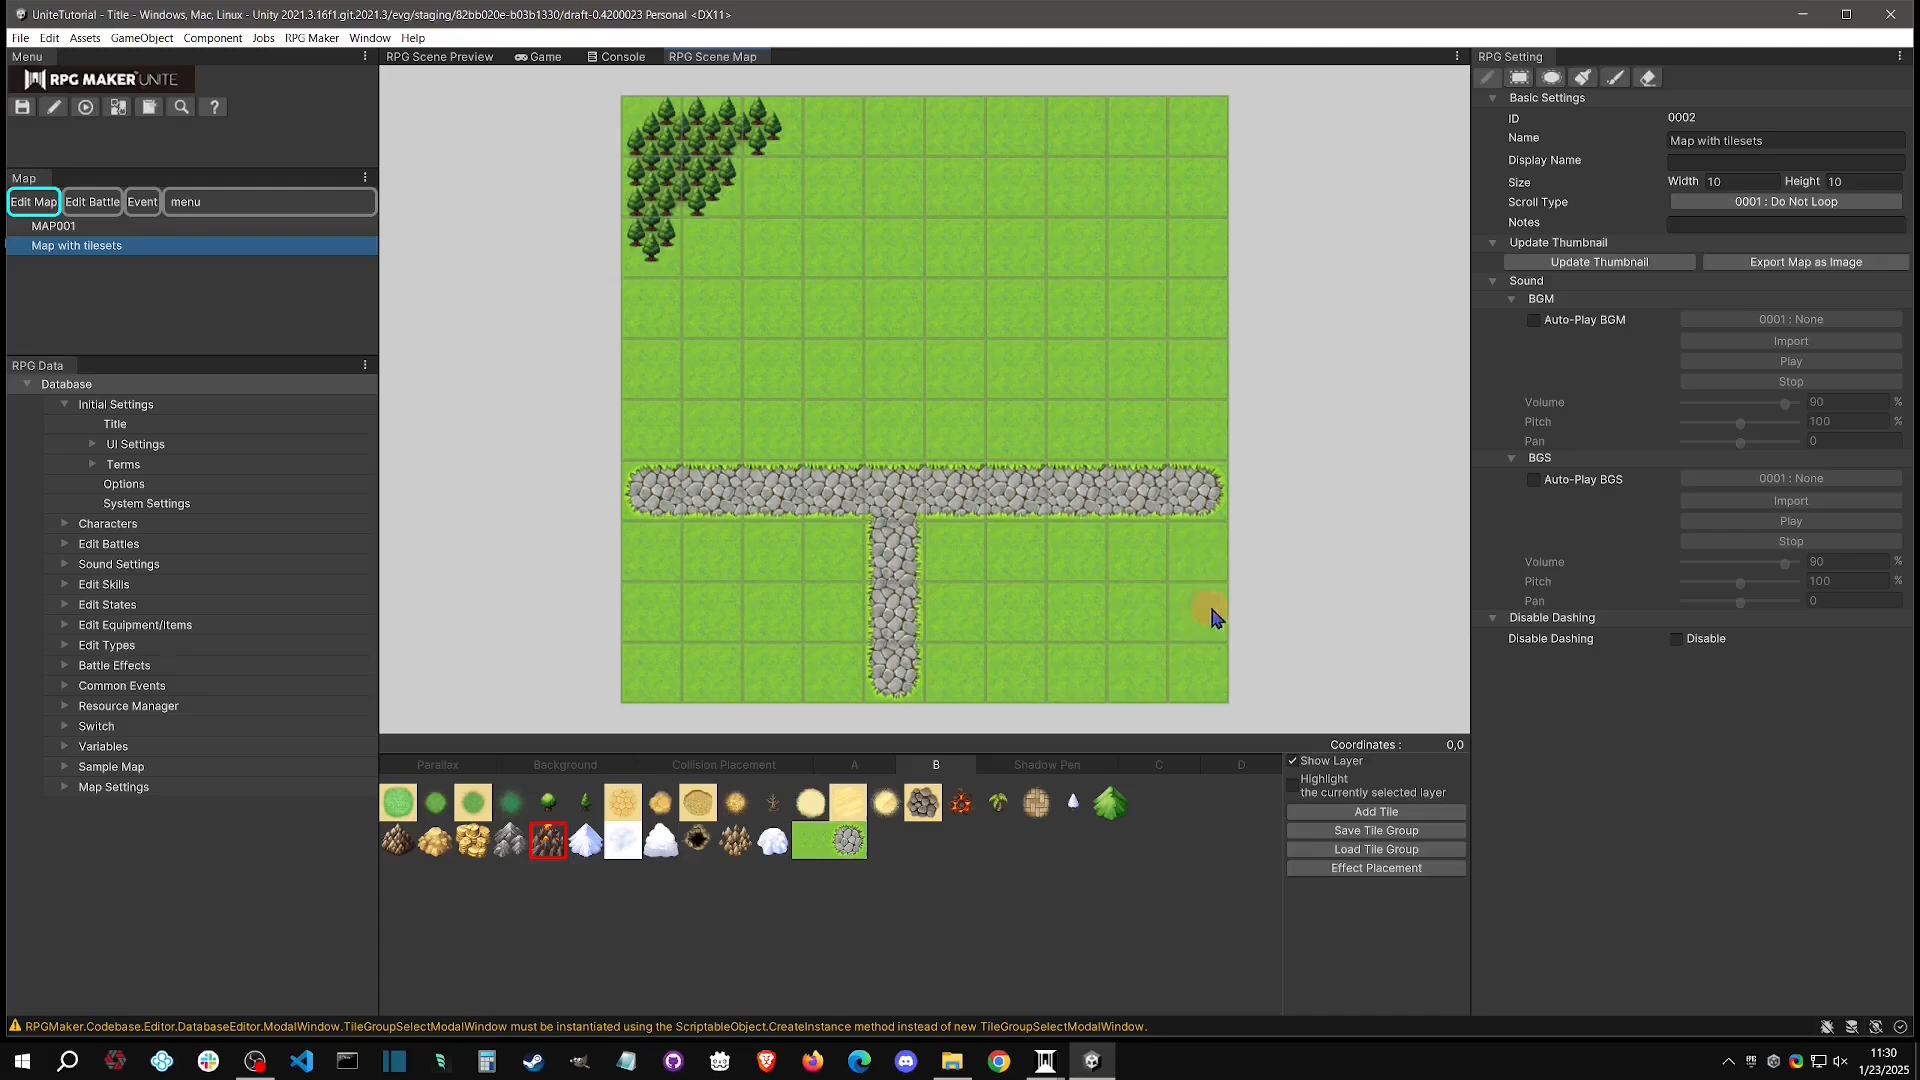 UniteTutorial - Title - Windows, Mac, Linux - Unity 2021.3.16f1.git.2021.3/evg/staging/82bb020e-b03b1330/draft-0.4200023 Personal <DX11>
File Edit Assets GameObject Component Jobs RPG Maker Window Help
Menu
RPG MAKER UNITE
Map
Edit Map Edit Battle Event menu
MAP001
Map with tilesets
RPG Data
Database
Initial Settings
Title
UI Settings
Terms
Options
System Settings
Characters
Edit Battles
Sound Settings
Edit Skills
Edit States
Edit Equipment/Items
Edit Types
Battle Effects
Common Events
Resource Manager
Switch
Variables
Sample Map
Map Settings
RPG Scene Preview Game Console RPG Scene Map
Coordinates : 0,0
Parallax Background Collision Placement A B Shadow Pen C D
Show Layer
Highlight
the currently selected layer
Add Tile
Save Tile Group
Load Tile Group
Effect Placement
RPG Setting
Basic Settings
ID 0002
Name Map with tilesets
Display Name
Size Width 10 Height 10
Scroll Type 0001 : Do Not Loop
Notes
Update Thumbnail
Update Thumbnail Export Map as Image
Sound
BGM
Auto-Play BGM 0001 : None
Import
Play
Stop
Volume 90 %
Pitch 100 %
Pan 0
BGS
Auto-Play BGS 0001 : None
Import
Play
Stop
Volume 90 %
Pitch 100 %
Pan 0
Disable Dashing
Disable Dashing Disable
RPGMaker.Codebase.Editor.DatabaseEditor.ModalWindow.TileGroupSelectModalWindow must be instantiated using the ScriptableObject.CreateInstance method instead of new TileGroupSelectModalWindow.
11:30
1/23/2025